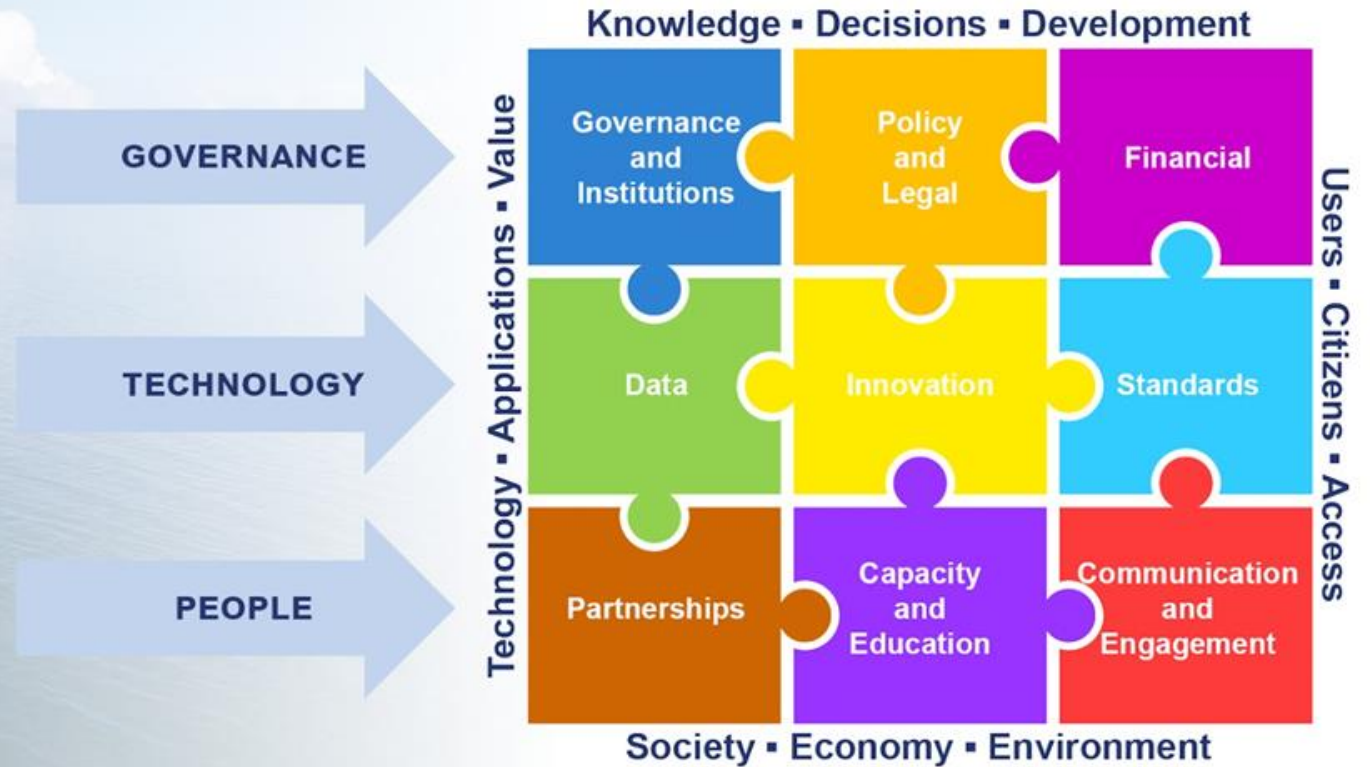 Knowledge ▪ Decisions ▪ Development
GOVERNANCE
Governance
and
Institutions
Policy
and
Legal
Financial
Technology ▪ Applications ▪ Value
Users ▪ Citizens ▪ Access
TECHNOLOGY
Data
Innovation
Standards
PEOPLE
Partnerships
Capacity
and
Education
Communication
and
Engagement
Society ▪ Economy ▪ Environment